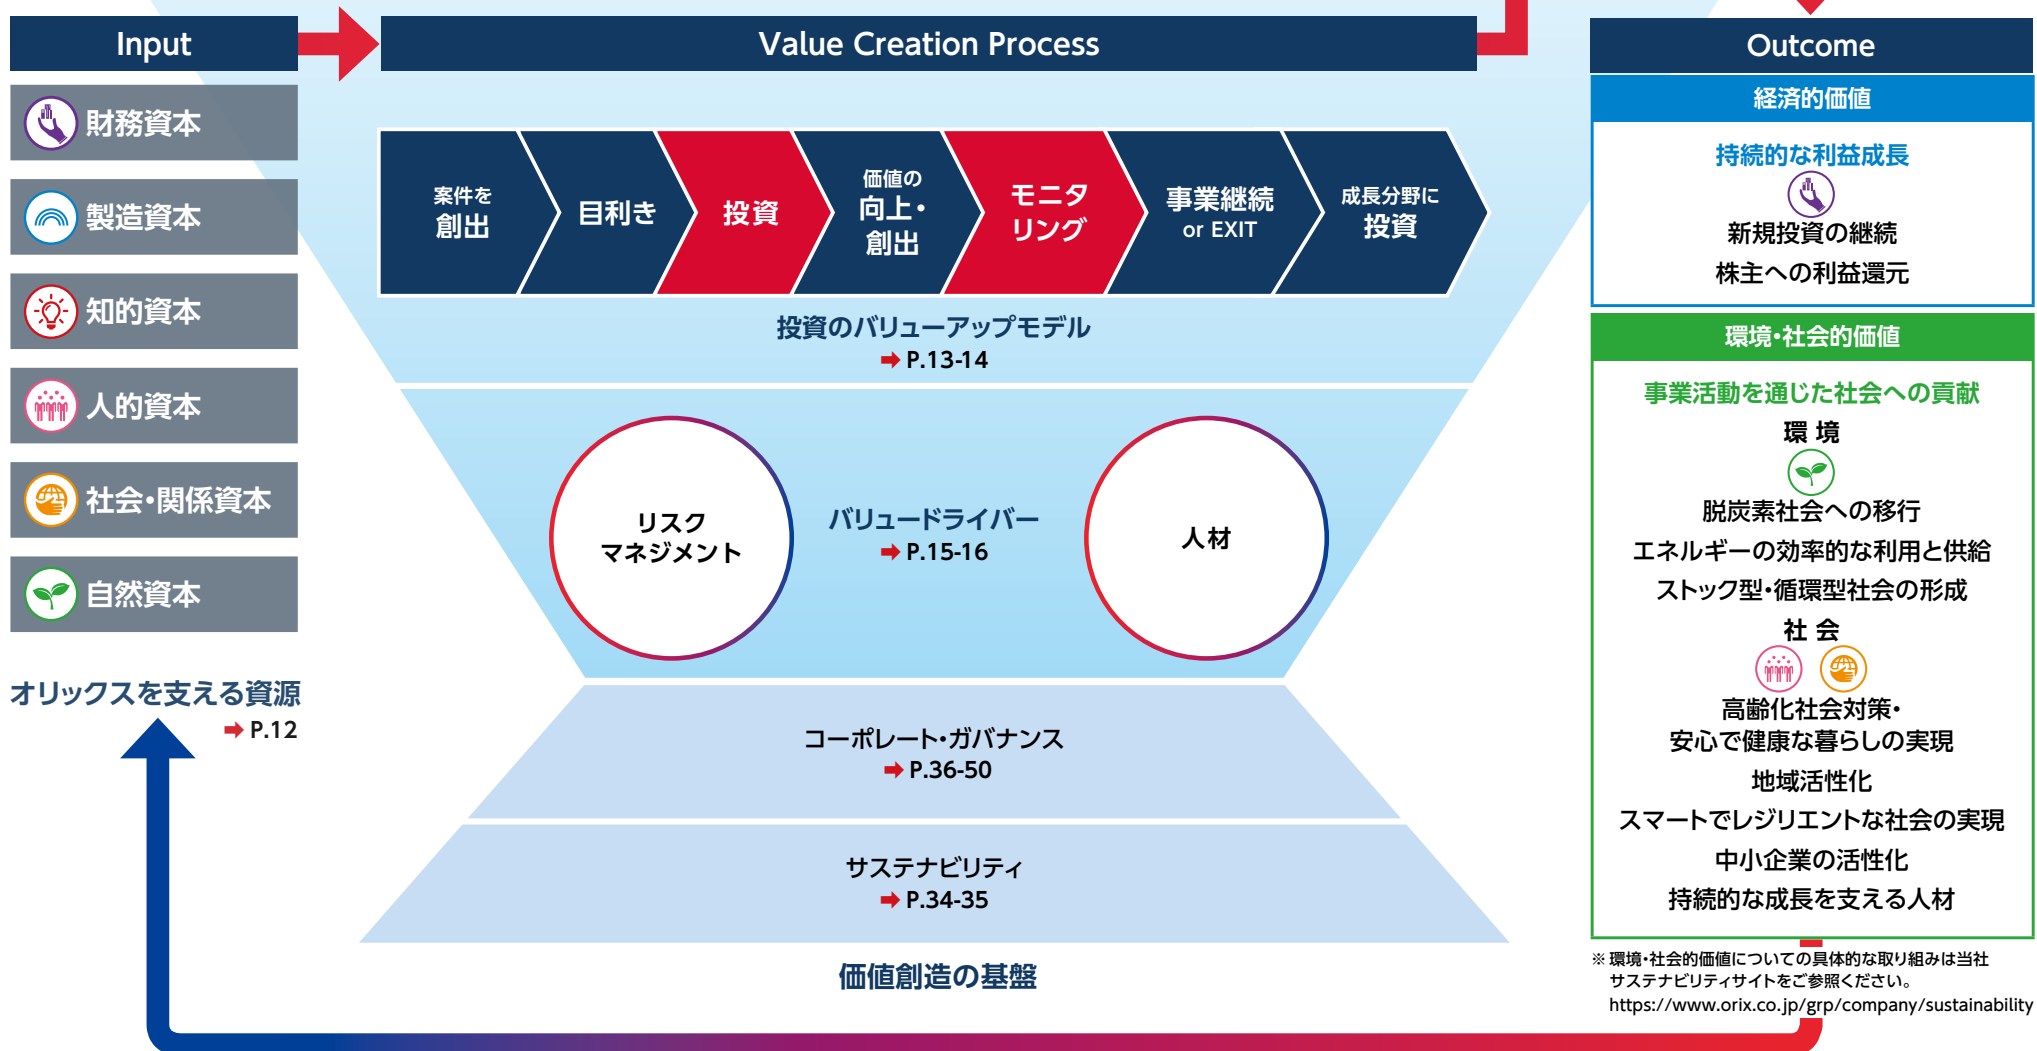 Input
財務資本
製造資本
知的資本
人的資本
社会・関係資本
自然資本
オリックスを支える資源
P.12
Value Creation Process
案件を
創出
目利き
投資
価値の
向上・
創出
モニタ
リング
事業継続
or EXIT
成長分野に
投資
投資のバリューアップモデル
P.13-14
リスク
マネジメント
バリュードライバー
P.15-16
人材
コーポレート・ガバナンス
P.36-50
サステナビリティ
P.34-35
価値創造の基盤
Outcome
経済的価値
持続的な利益成長
新規投資の継続
株主への利益還元
環境・社会的価値
事業活動を通じた社会への貢献
環 境
脱炭素社会への移行
エネルギーの効率的な利用と供給
ストック型・循環型社会の形成
社 会
高齢化社会対策・
安心で健康な暮らしの実現
地域活性化
スマートでレジリエントな社会の実現
中小企業の活性化
持続的な成長を支える人材
※ 環境・社会的価値についての具体的な取り組みは当社
サステナビリティサイトをご参照ください。
https://www.orix.co.jp/grp/company/sustainability